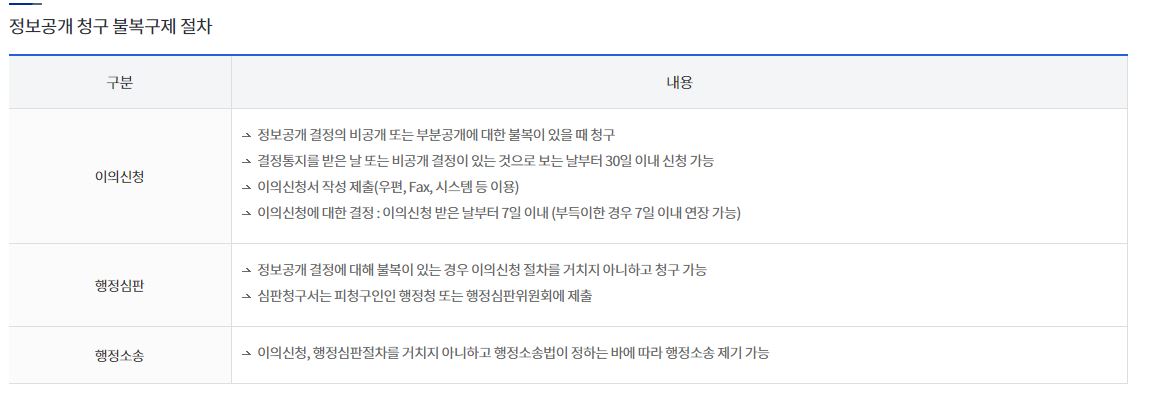 정보공개 청구 불복구제 절차
구분
내용
이의신청
⇀ 정보공개 결정의 비공개 또는 부분공개에 대한 불복이 있을 때 청구
⇀ 결정통지를 받은 날 또는 비공개 결정이 있는 것으로 보는 날부터 30일 이내 신청 가능
⇀ 이의신청서 작성 제출(우편, Fax, 시스템 등 이용)
⇀ 이의신청에 대한 결정 : 이의신청 받은 날부터 7일 이내 (부득이한 경우 7일 이내 연장 가능)
행정심판
⇀ 정보공개 결정에 대해 불복이 있는 경우 이의신청 절차를 거치지 아니하고 청구 가능
⇀ 심판청구서는 피청구인인 행정청 또는 행정심판위원회에 제출
행정소송
⇀ 이의신청, 행정심판절차를 거치지 아니하고 행정소송법이 정하는 바에 따라 행정소송 제기 가능